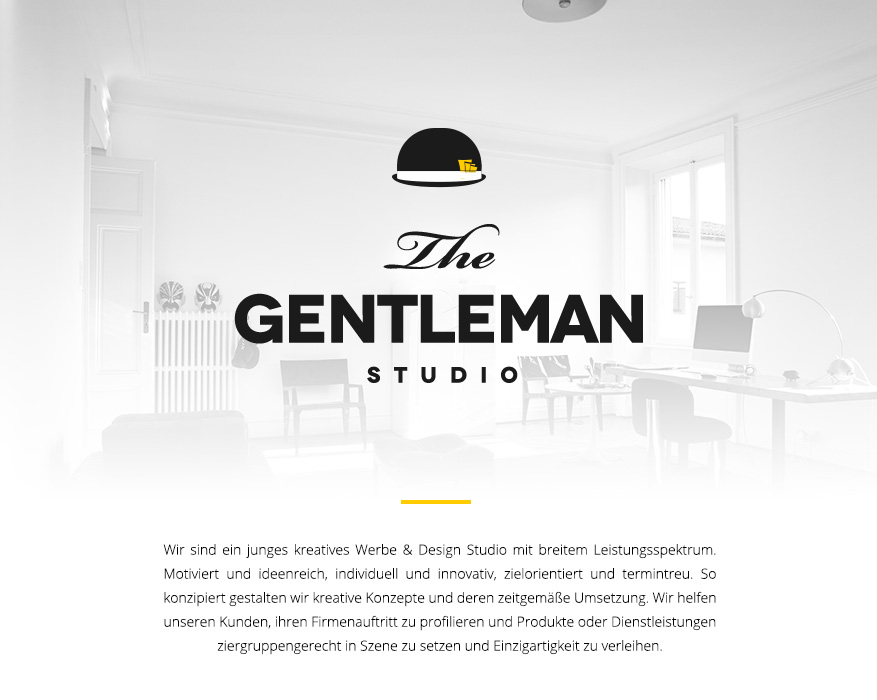 The
GENTLEMAN
STUDIO
Wir sind ein junges kreatives Werbe & Design Studio mit breitem Leistungsspektrum.
Motiviert und ideenreich, individuell und innovativ, zielorientiert und termintreu. So
konzipiert gestalten wir kreative Konzepte und deren zeitgemäße Umsetzung. Wir helfen
unseren Kunden, ihren Firmenauftritt zu profilieren und Produkte oder Dienstleistungen
ziergruppengerecht in Szene zu setzen und Einzigartigkeit zu verleihen.